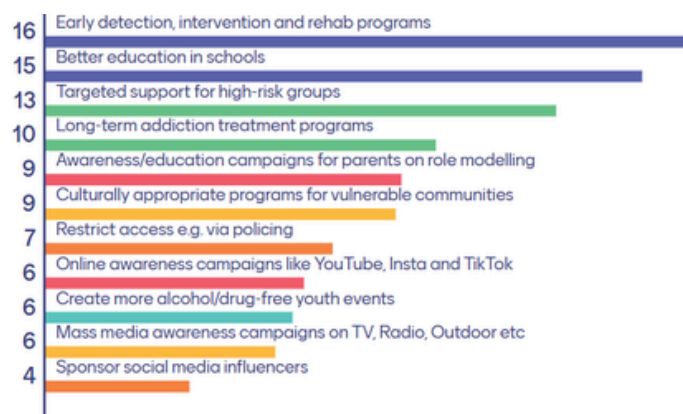 16 Early detection, intervention and rehab programs
15 Better education in schools
13 Targeted support for high-risk groups
10 Long-term addiction treatment programs
9 Awareness/education campaigns for parents on role modelling
9 Culturally appropriate programs for vulnerable communities
7 Restrict access e.g. via policing
6 Online awareness campaigns like YouTube, Insta and TikTok
6 Create more alcohol/drug-free youth events
6 Mass media awareness campaigns on TV, Radio, Outdoor etc
4 Sponsor social media influencers